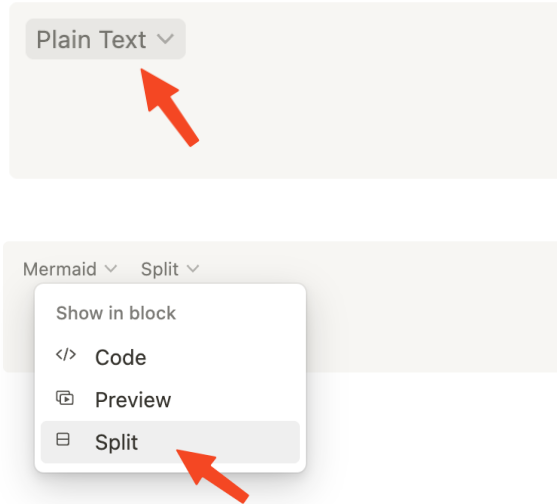 Plain Text
Mermaid Split
Show in block
Code
Preview
Split